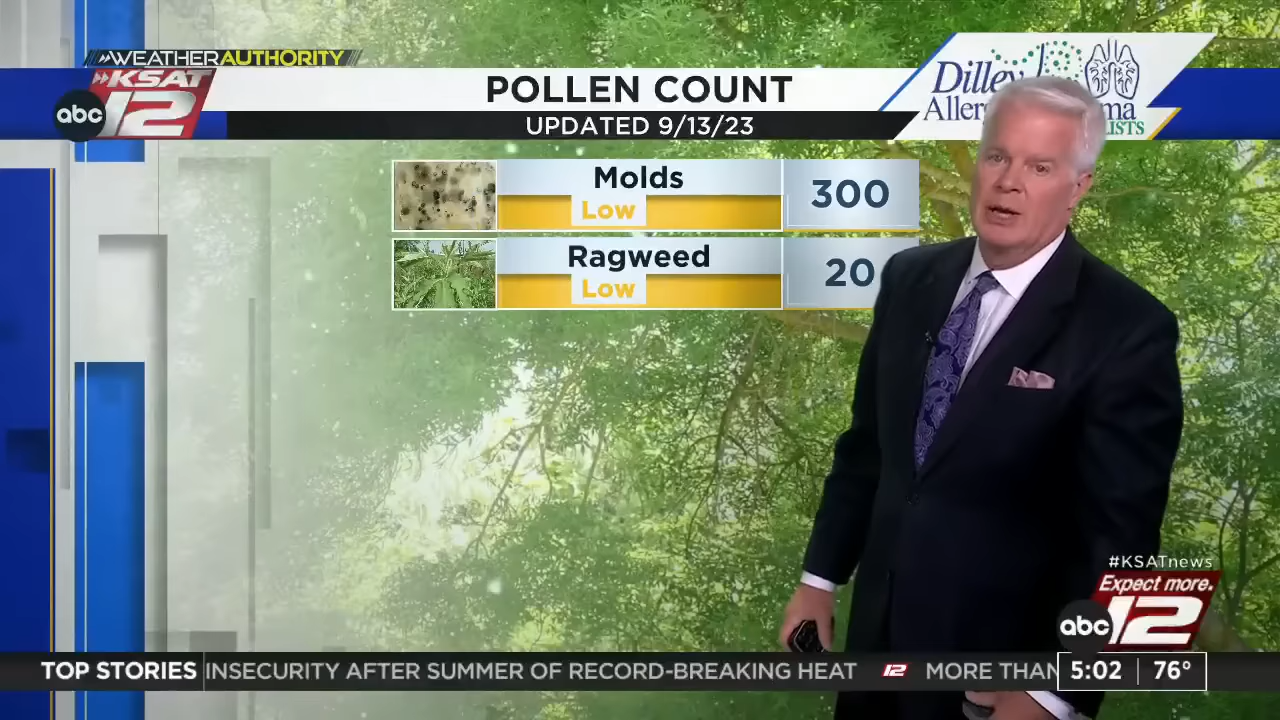 WEATHER AUTHORITY
KSAT
abc 12
POLLEN COUNT
UPDATED 9/13/23
Dilley
Molds
Low
300
Ragweed
Low
20
#KSATnews
Expect more.
abc 12
TOP STORIES
INSECURITY AFTER SUMMER OF RECORD-BREAKING HEAT 12 MORE THAN
5:02 76°